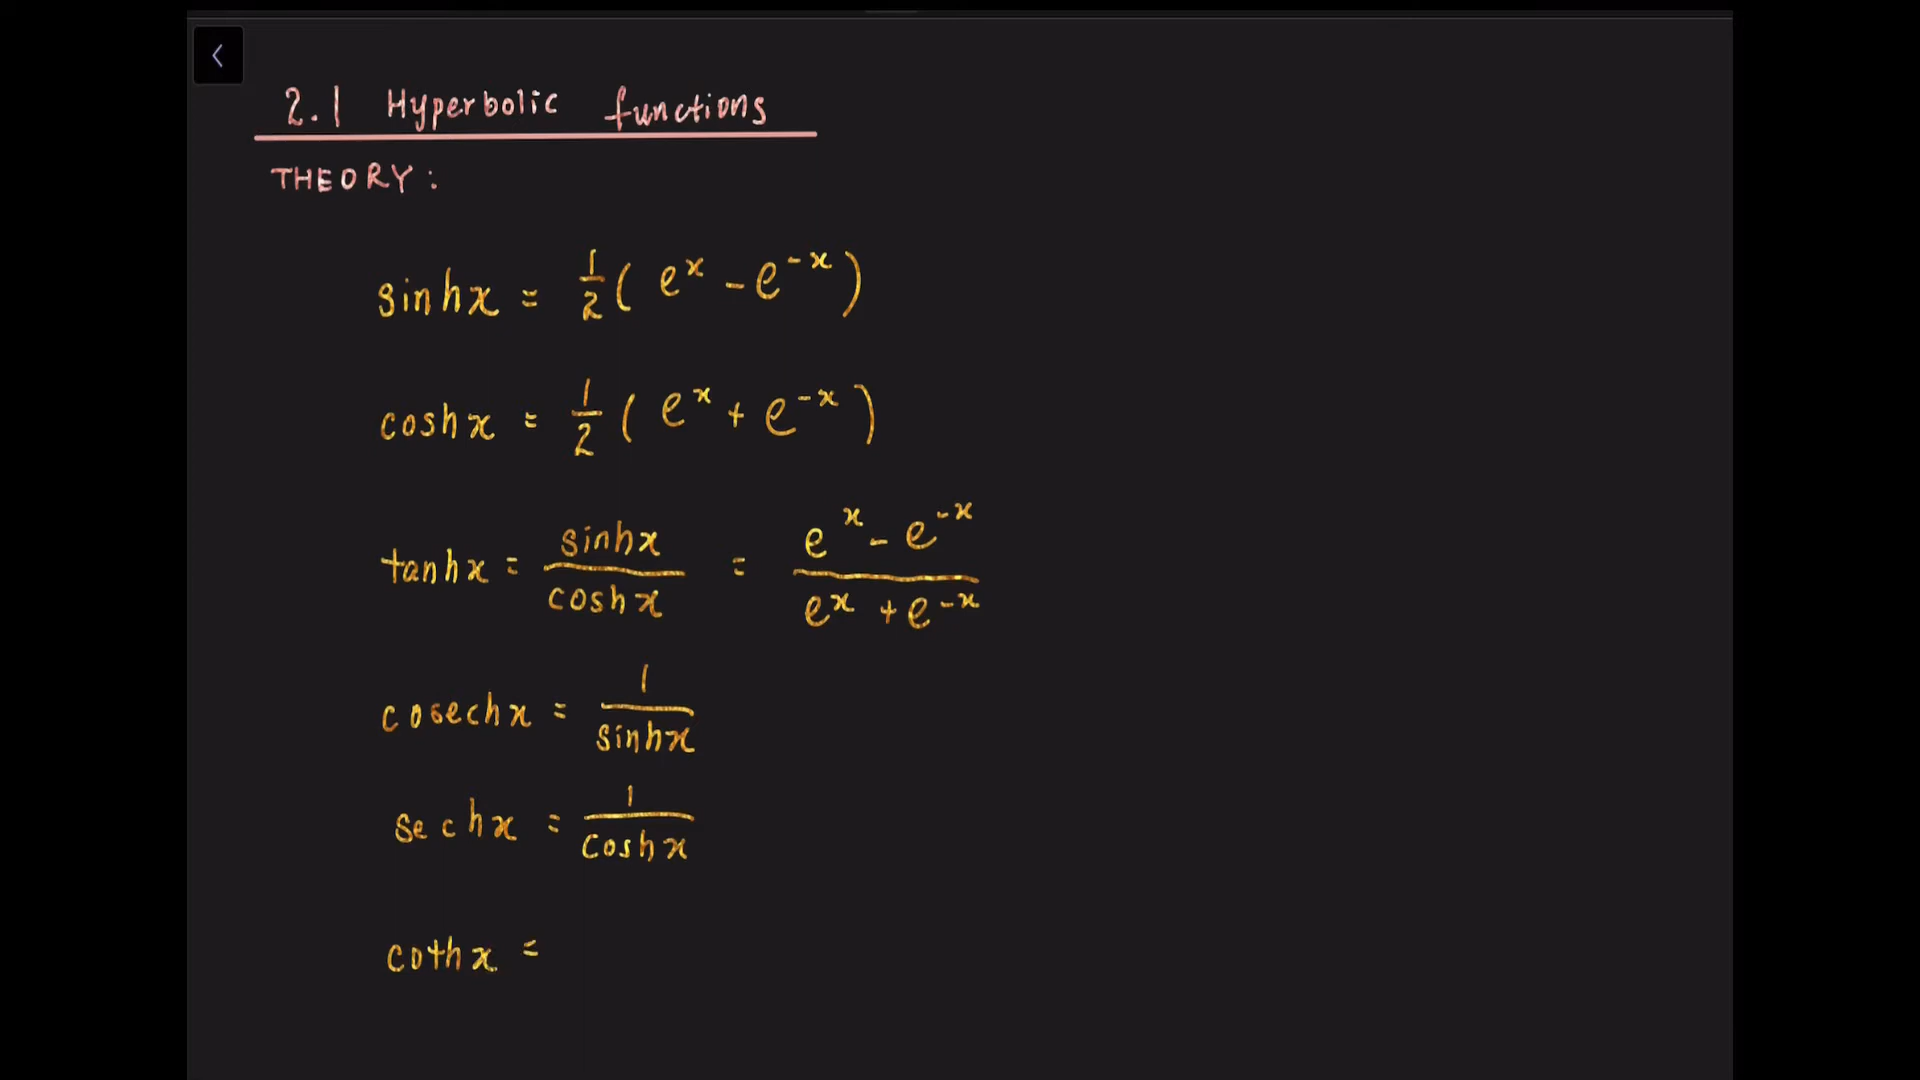 2.1 Hyperbolic functions
THEORY:
sinhx = 1/2 ( e^x - e^-x )
coshx = 1/2 ( e^x + e^-x )
tanhx = sinhx/coshx = (e^x - e^-x)/(e^x + e^-x)
cosechx = 1/sinhx
sechx = 1/coshx
cothx =